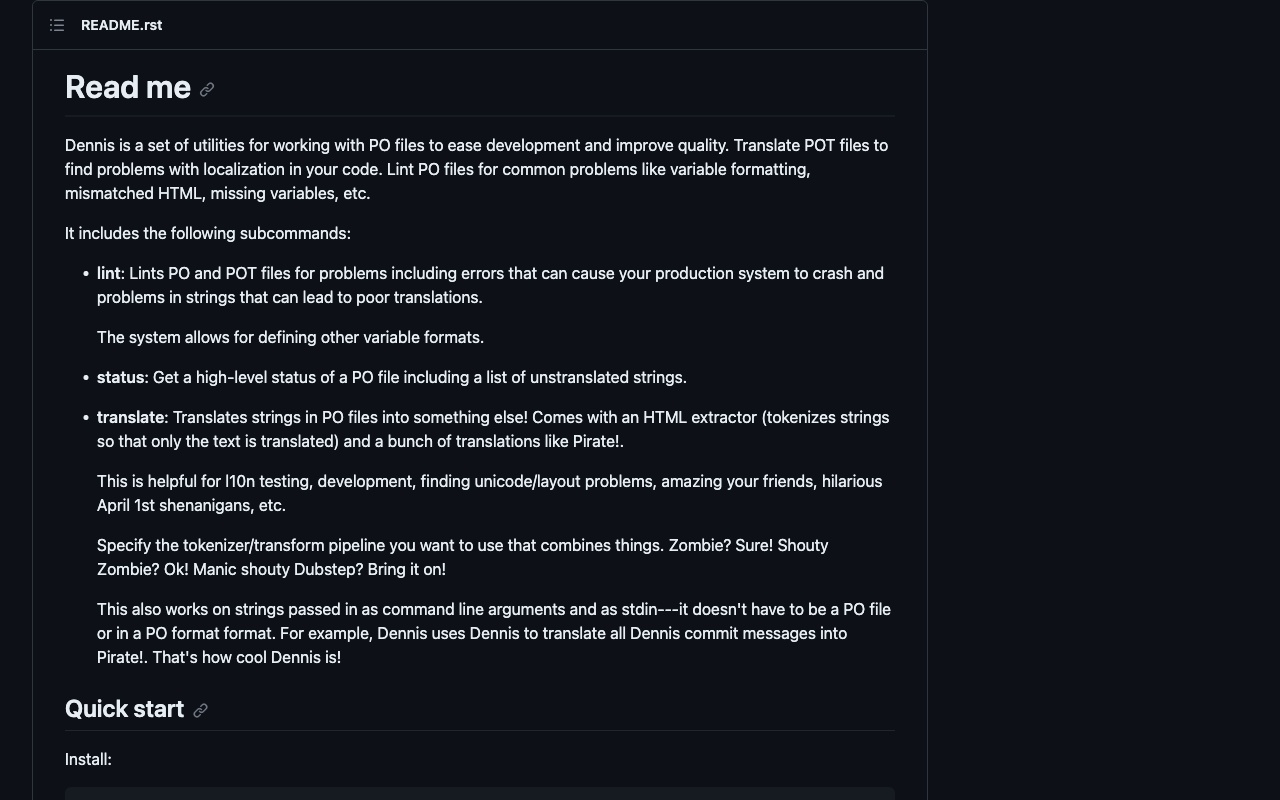 README.rst
Read me
Dennis is a set of utilities for working with PO files to ease development and improve quality. Translate POT files to
find problems with localization in your code. Lint PO files for common problems like variable formatting,
mismatched HTML, missing variables, etc.
It includes the following subcommands:
• lint: Lints PO and POT files for problems including errors that can cause your production system to crash and
problems in strings that can lead to poor translations.
The system allows for defining other variable formats.
• status: Get a high-level status of a PO file including a list of unstranslated strings.
• translate: Translates strings in PO files into something else! Comes with an HTML extractor (tokenizes strings
so that only the text is translated) and a bunch of translations like Pirate!.
This is helpful for l10n testing, development, finding unicode/layout problems, amazing your friends, hilarious
April 1st shenanigans, etc.
Specify the tokenizer/transform pipeline you want to use that combines things. Zombie? Sure! Shouty
Zombie? Ok! Manic shouty Dubstep? Bring it on!
This also works on strings passed in as command line arguments and as stdin---it doesn't have to be a PO file
or in a PO format format. For example, Dennis uses Dennis to translate all Dennis commit messages into
Pirate!. That's how cool Dennis is!
Quick start
Install: